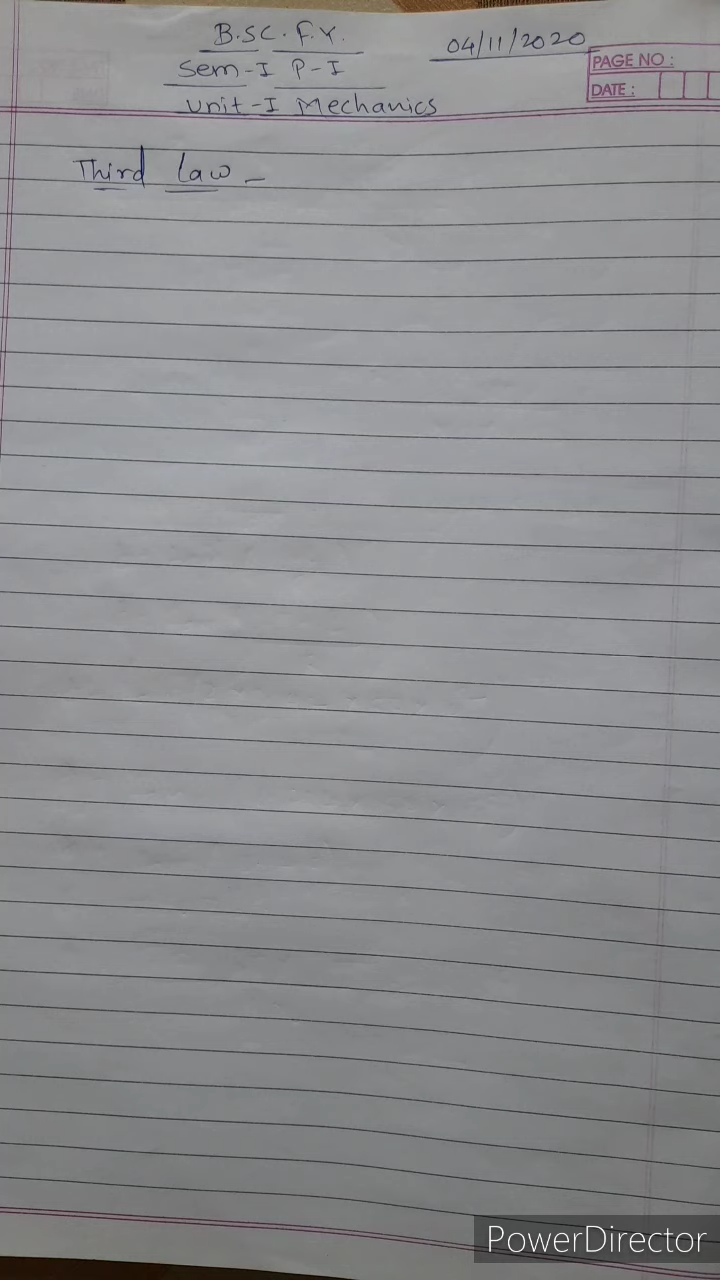 B.SC. F.Y. 04/11/2020
Sem-I P-I
Unit-I Mechanics
PAGE NO :
DATE :
Third law -
PowerDirector